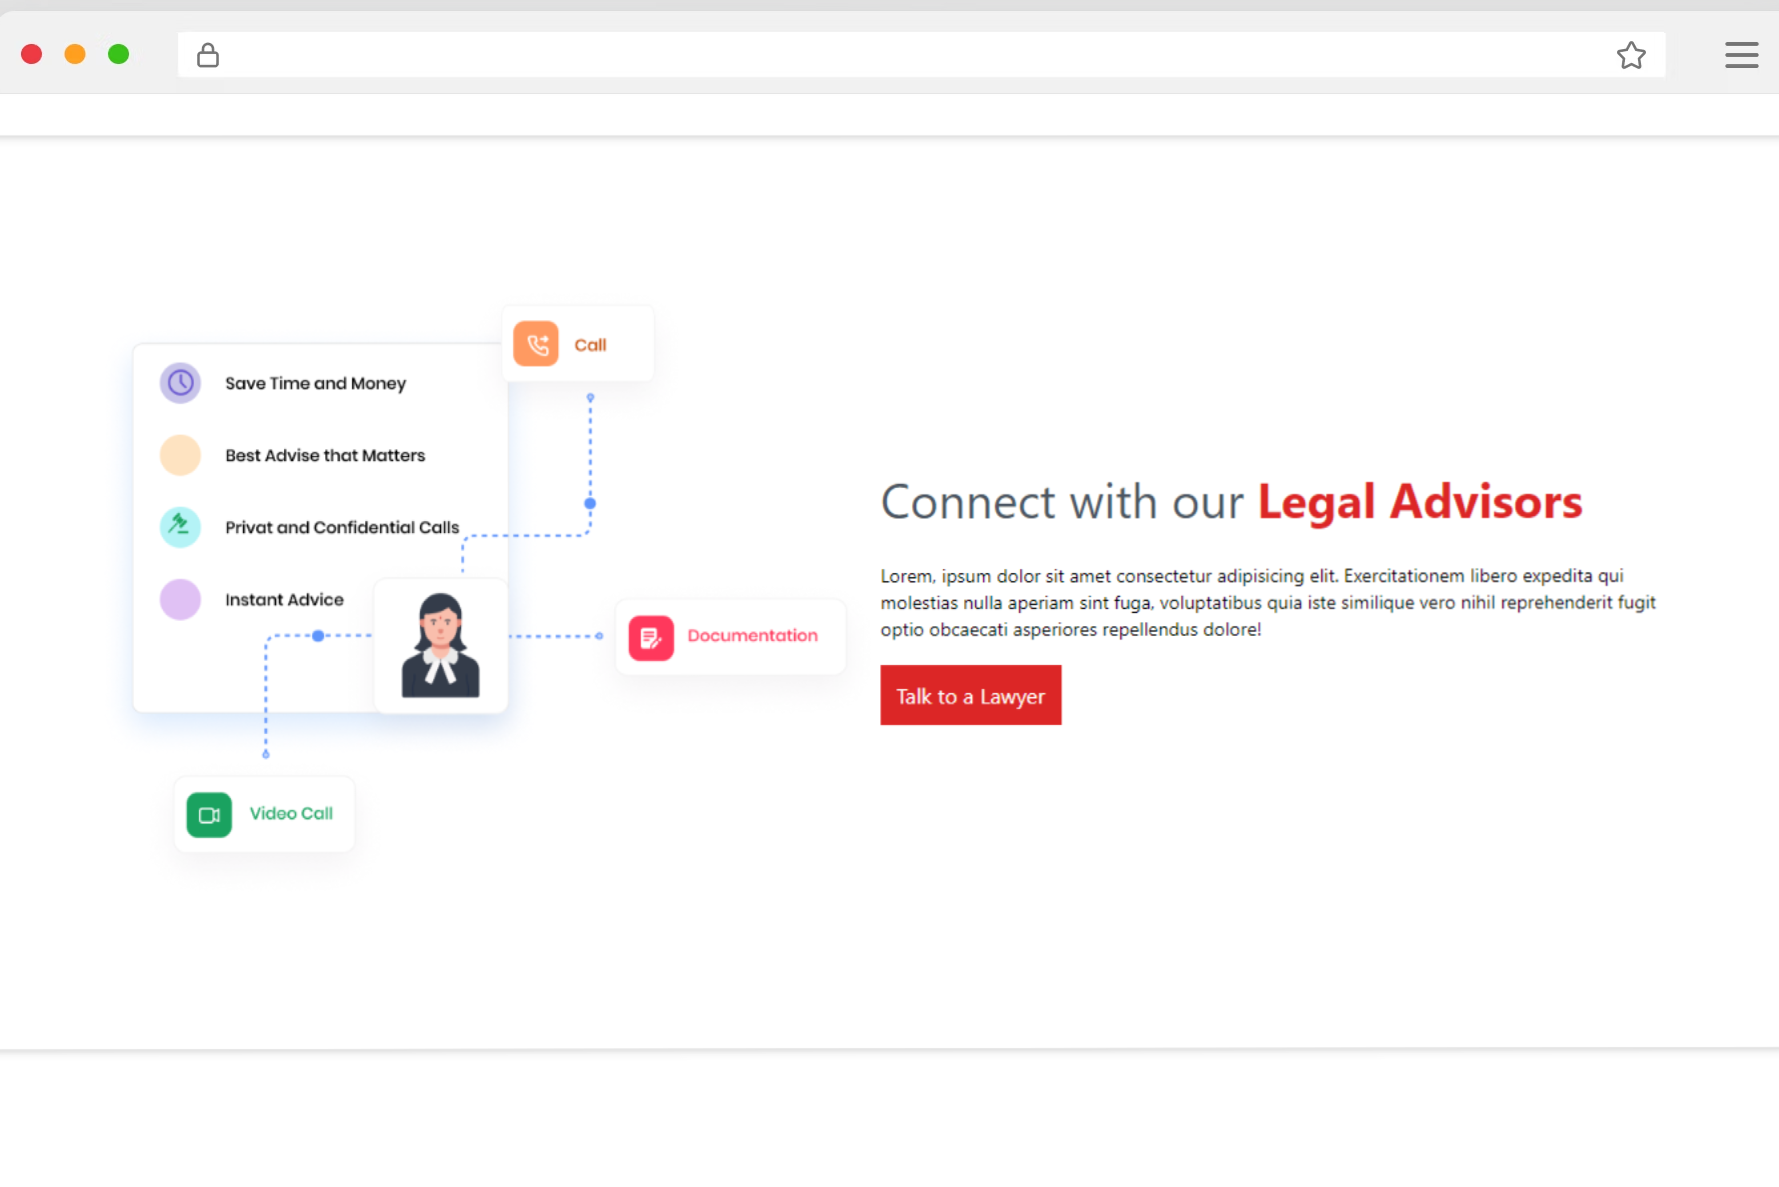 Call
Save Time and Money
Best Advise that Matters
Privat and Confidential Calls
Instant Advice
Documentation
Video Call
Connect with our Legal Advisors
Lorem, ipsum dolor sit amet consectetur adipisicing elit. Exercitationem libero expedita qui
molestias nulla aperiam sint fuga, voluptatibus quia iste similique vero nihil reprehenderit fugit
optio obcaecati asperiores repellendus dolore!
Talk to a Lawyer